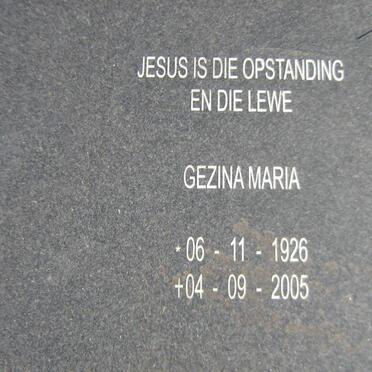 JESUS IS DIE OPSTANDING
EN DIE LEWE
GEZINA MARIA
* 06 - 11 - 1926
+ 04 - 09 - 2005